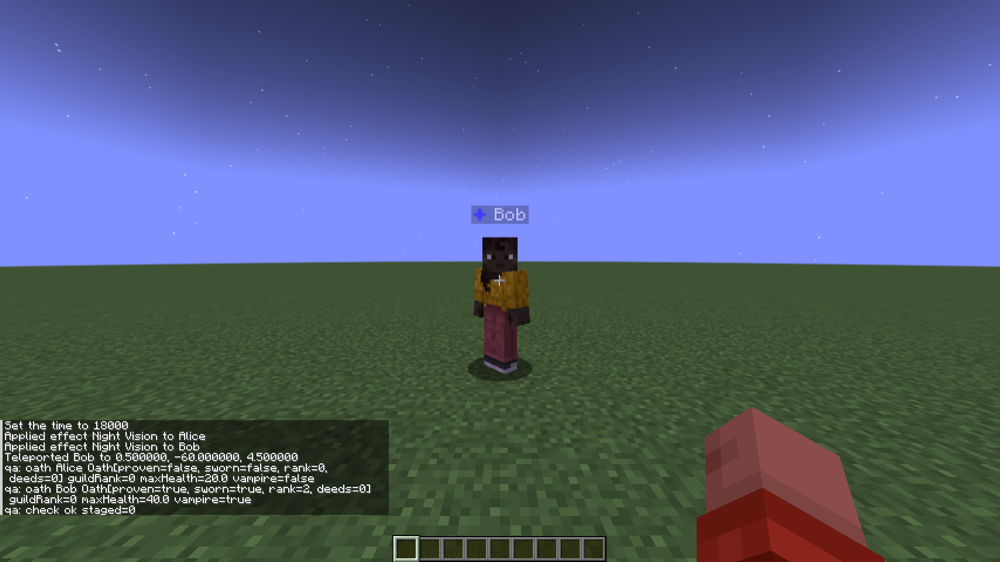 Bob
Set the time to 18000
Applied effect Night Vision to Alice
Applied effect Night Vision to Bob
Teleported Bob to 0.500000, -60.000000, 4.500000
qa: oath Alice Oath[proven=false, sworn=false, rank=0,
deeds=0] guildRank=0 maxHealth=20.0 vampire=false
qa: oath Bob Oath[proven=true, sworn=true, rank=2, deeds=0]
guildRank=0 maxHealth=40.0 vampire=true
qa: check ok staged=0